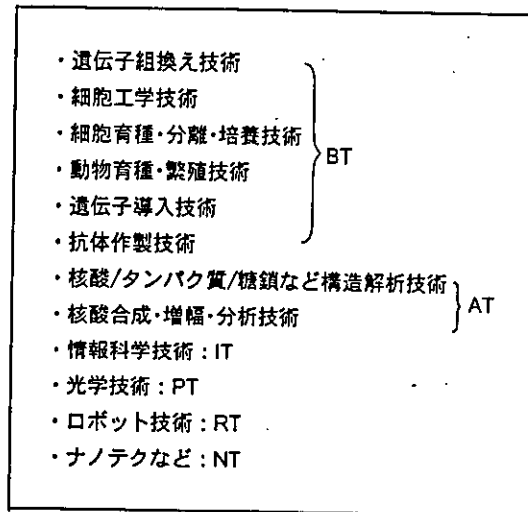 ・遺伝子組換え技術
・細胞工学技術
・細胞育種・分離・培養技術
・動物育種・繁殖技術
BT
・遺伝子導入技術
・抗体作製技術
・核酸/タンパク質/糖鎖など構造解析技術
AT
・核酸合成・増幅・分析技術
・情報科学技術：IT
・光学技術：PT
・ロボット技術：RT
・ナノテクなど：NT